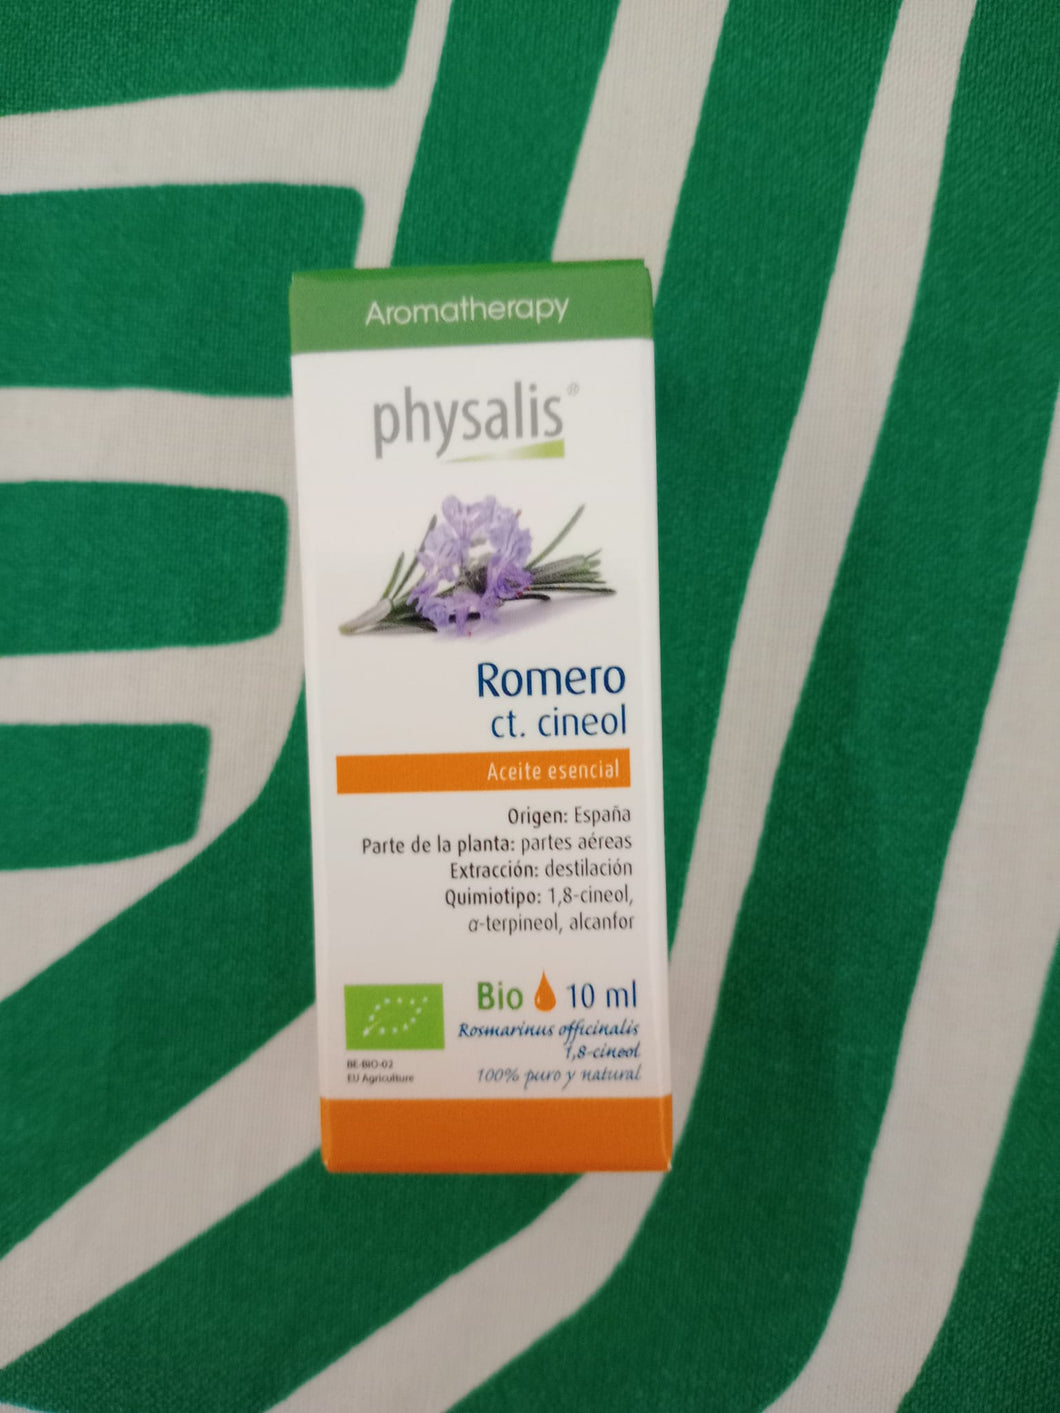 Aromatherapy
physalis®
Romero
ct. cineol
Aceite esencial
Origen: España
Parte de la planta: partes aéreas
Extracción: destilación
Quimiotipo: 1,8-cineol,
α-terpineol, alcanfor
Bio 10 ml
Rosmarinus officinalis
1,8-cineol
100% puro y natural
BE-BIO-02
EU Agriculture